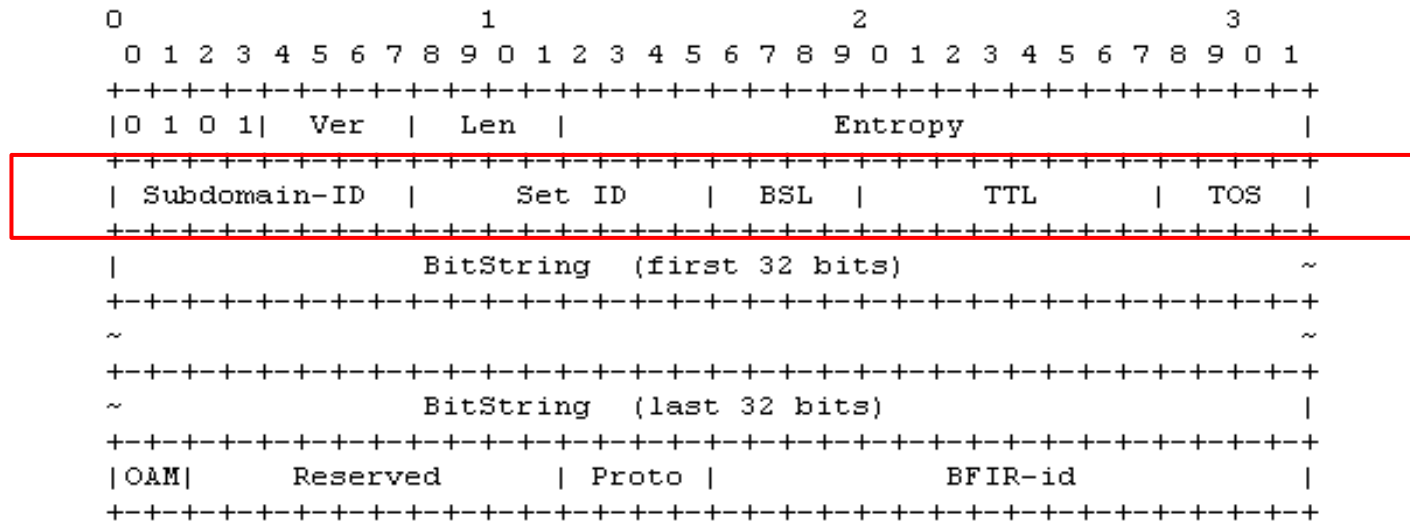 0                   1                   2                   3
 0 1 2 3 4 5 6 7 8 9 0 1 2 3 4 5 6 7 8 9 0 1 2 3 4 5 6 7 8 9 0 1
+-+-+-+-+-+-+-+-+-+-+-+-+-+-+-+-+-+-+-+-+-+-+-+-+-+-+-+-+-+-+-+-+
|0 1 0 1|  Ver  |  Len  |              Entropy                  |
+-+-+-+-+-+-+-+-+-+-+-+-+-+-+-+-+-+-+-+-+-+-+-+-+-+-+-+-+-+-+-+-+
| Subdomain-ID  |     Set ID    |  BSL  |      TTL      |  TOS  |
+-+-+-+-+-+-+-+-+-+-+-+-+-+-+-+-+-+-+-+-+-+-+-+-+-+-+-+-+-+-+-+-+
|                BitString  (first 32 bits)                     ~
+-+-+-+-+-+-+-+-+-+-+-+-+-+-+-+-+-+-+-+-+-+-+-+-+-+-+-+-+-+-+-+-+
~                                                               ~
+-+-+-+-+-+-+-+-+-+-+-+-+-+-+-+-+-+-+-+-+-+-+-+-+-+-+-+-+-+-+-+-+
~                BitString  (last 32 bits)                      |
+-+-+-+-+-+-+-+-+-+-+-+-+-+-+-+-+-+-+-+-+-+-+-+-+-+-+-+-+-+-+-+-+
|OAM|     Reserved      | Proto |            BFIR-id            |
+-+-+-+-+-+-+-+-+-+-+-+-+-+-+-+-+-+-+-+-+-+-+-+-+-+-+-+-+-+-+-+-+